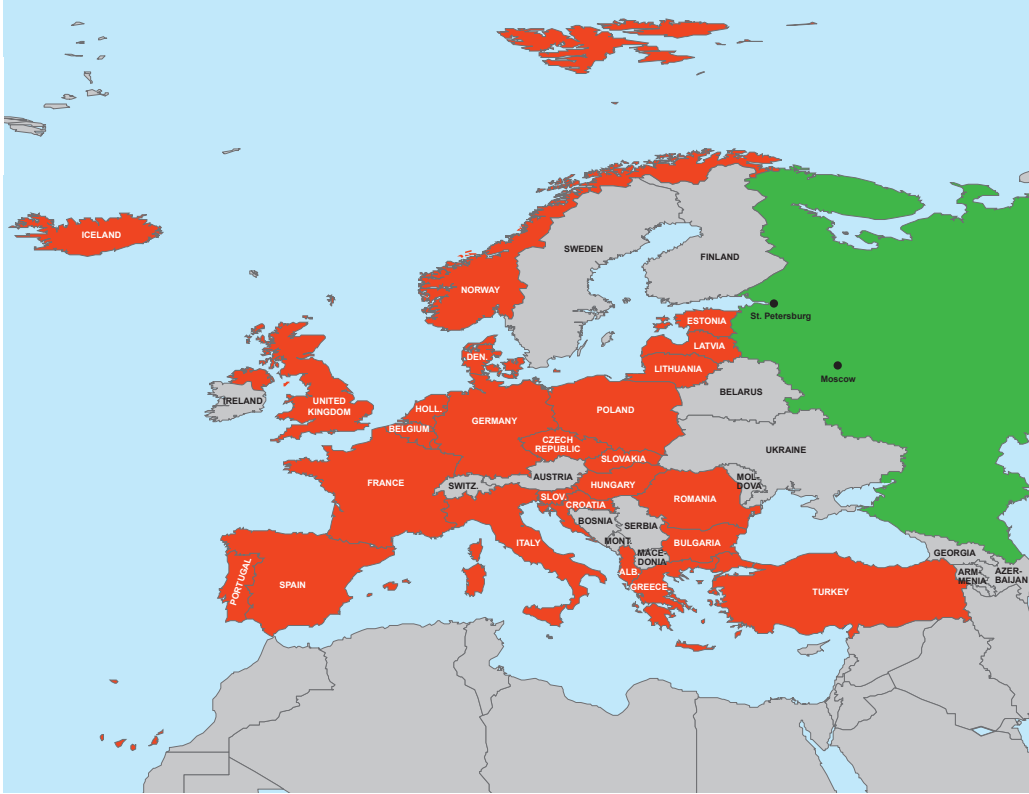 ICELAND
SWEDEN
FINLAND
NORWAY
St. Petersburg
ESTONIA
LATVIA
DEN.
LITHUANIA
Moscow
BELARUS
IRELAND
UNITED
KINGDOM
HOLL.
BELGIUM
GERMANY
POLAND
CZECH
REPUBLIC
UKRAINE
SLOVAKIA
FRANCE
SWITZ.
AUSTRIA
HUNGARY
MOL-
DOVA
SLOV.
CROATIA
ROMANIA
BOSNIA
SERBIA
ITALY
MONT.
BULGARIA
MACE-
DONIA
GEORGIA
ALB.
ARM-
MENIA
AZER-
BAIJAN
PORTUGAL
SPAIN
GREECE
TURKEY